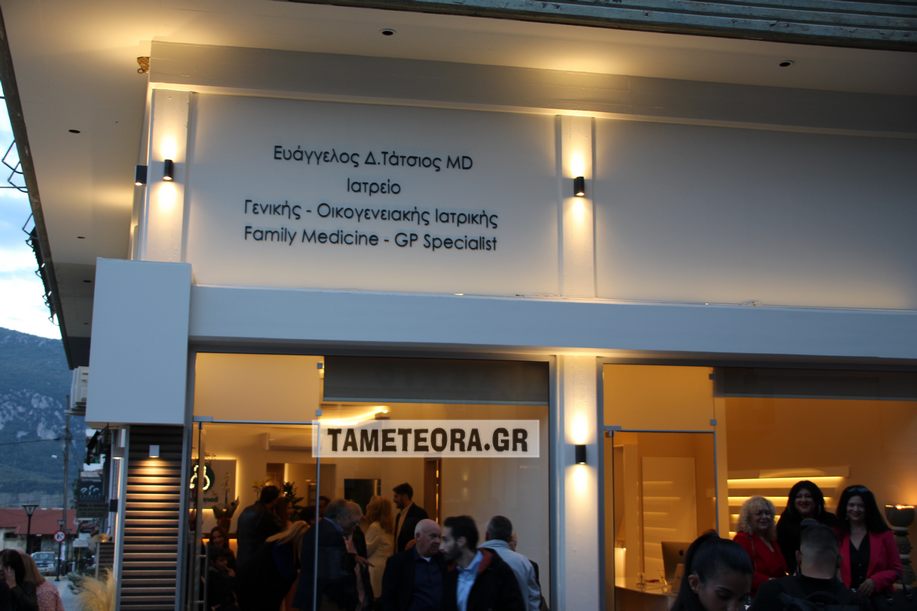 Ευάγγελος Δ.Τάτσιος MD
Ιατρείο
Γενικής - Οικογενειακής Ιατρικής
Family Medicine - GP Specialist
TAMETEORA.GR